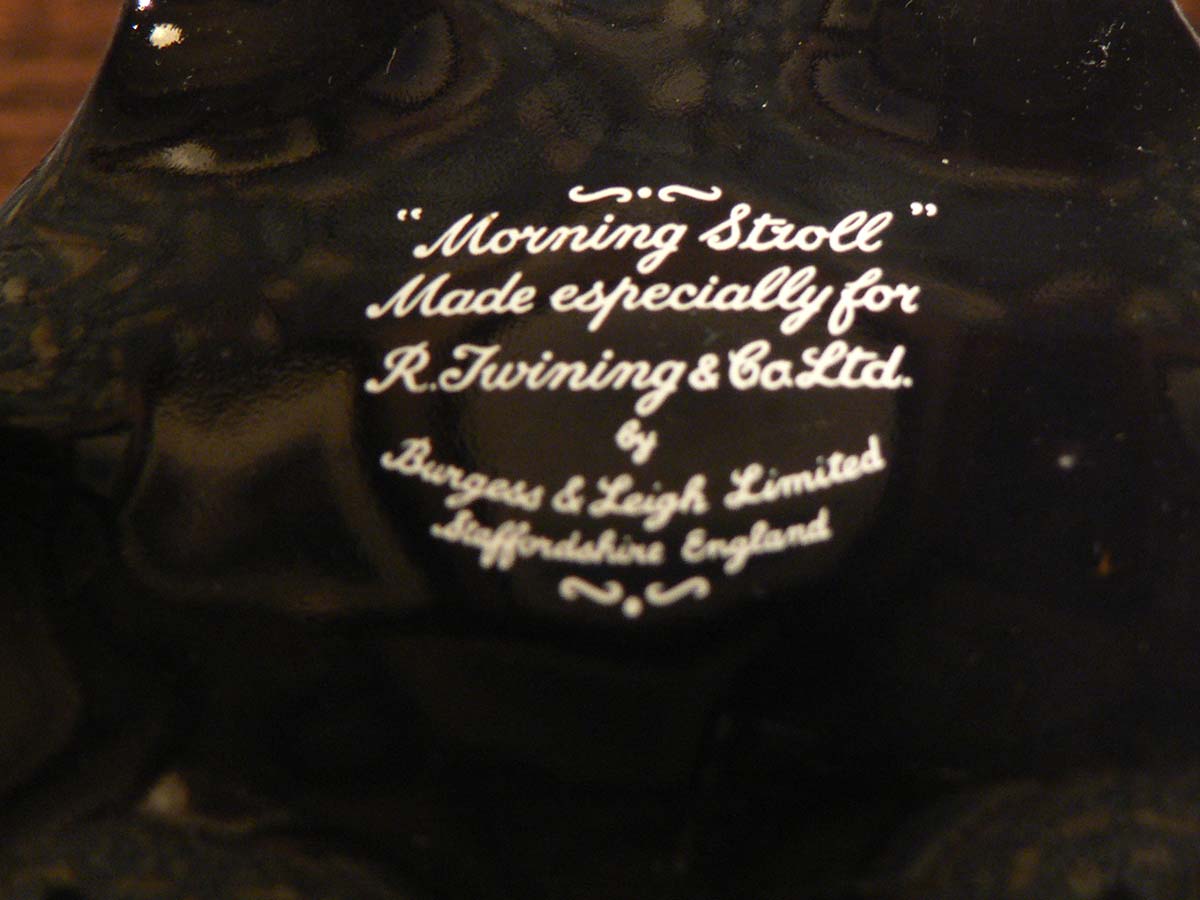 “Morning Stroll”
Made especially for
R. Twining & Co. Ltd.
by
Burgess & Leigh Limited
Staffordshire England